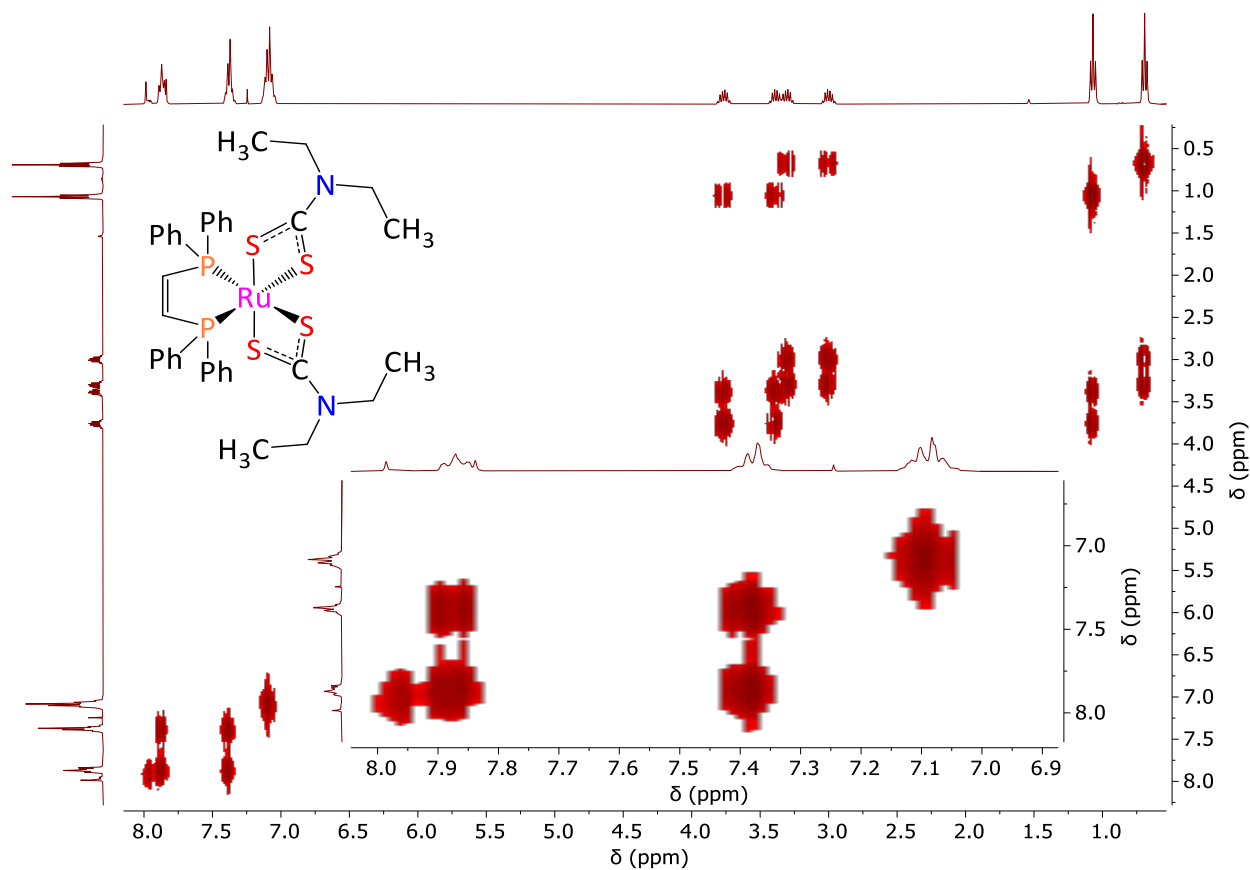 H3C
N
CH3
C
Ph
Ph
S
S
P
Ru
P
S
S
Ph
Ph
C
CH3
N
H3C
0.5
1.0
1.5
2.0
2.5
3.0
3.5
4.0
4.5
5.0
5.5
6.0
6.5
7.0
7.5
8.0
δ (ppm)
7.0
7.5
8.0
δ (ppm)
8.0 7.9 7.8 7.7 7.6 7.5 7.4 7.3 7.2 7.1 7.0 6.9
δ (ppm)
8.0 7.5 7.0 6.5 6.0 5.5 5.0 4.5 4.0 3.5 3.0 2.5 2.0 1.5 1.0
δ (ppm)